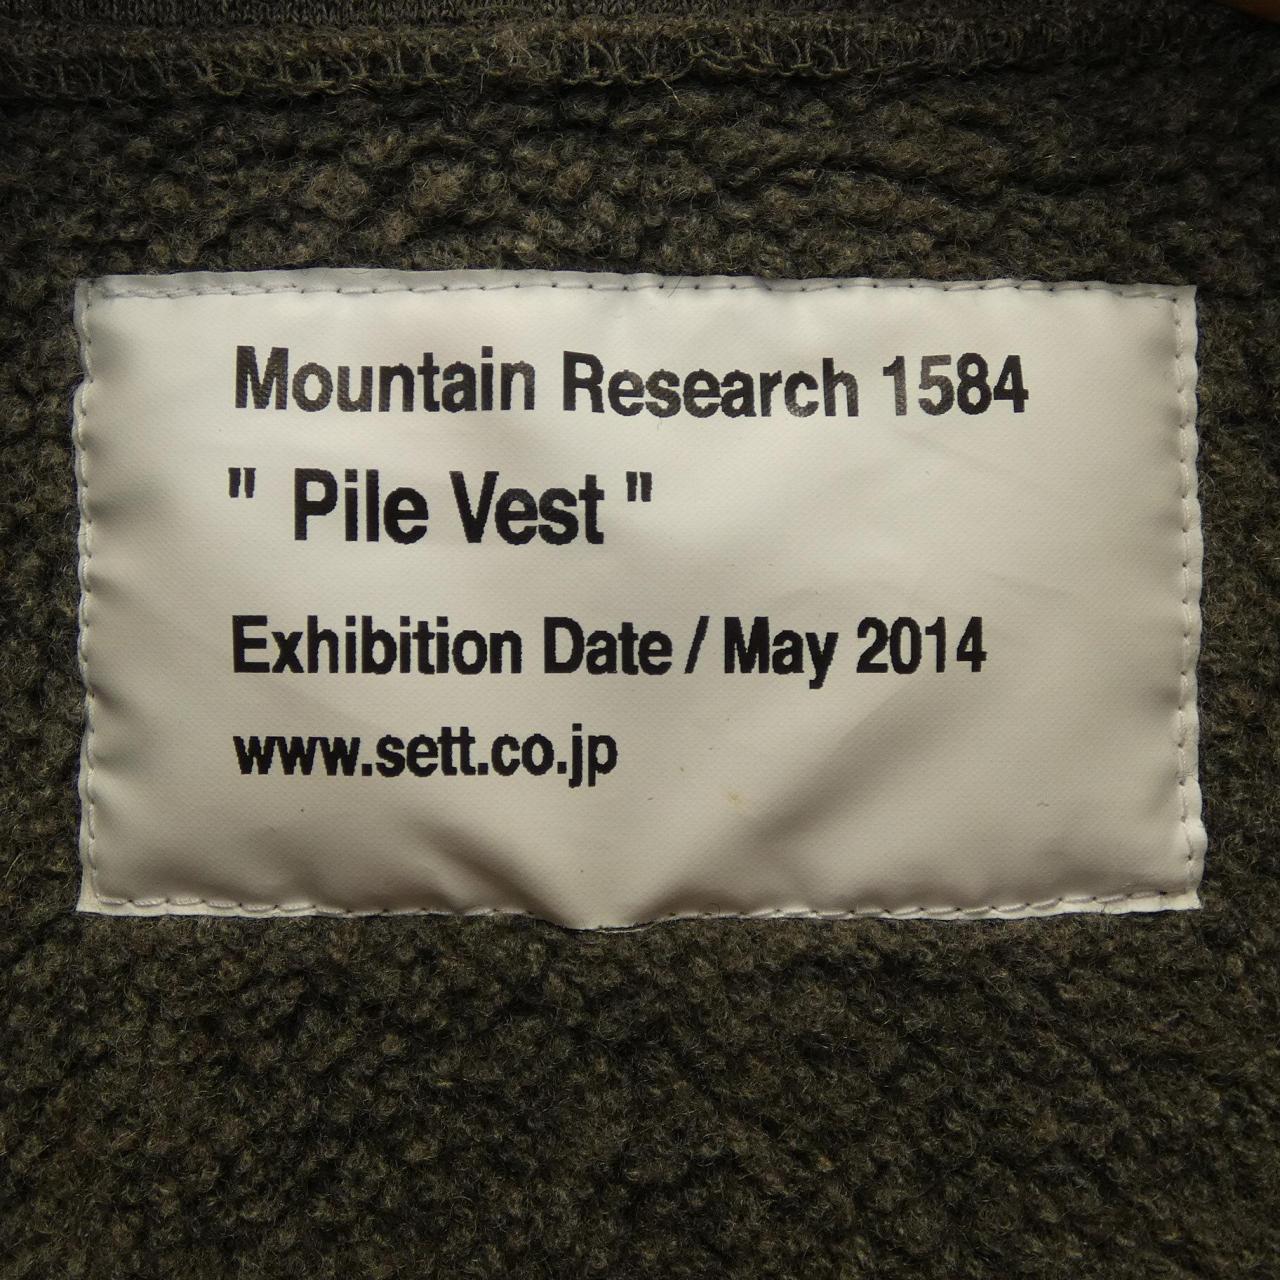 Mountain Research 1584
" Pile Vest "
Exhibition Date / May 2014
www.sett.co.jp